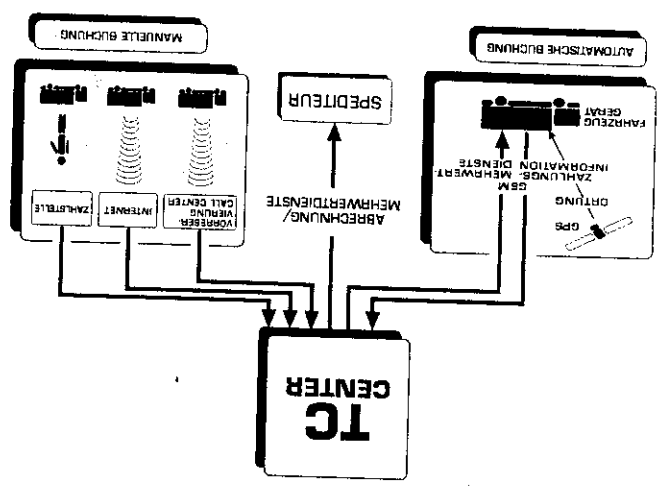 TC
CENTER
GPS
ORTUNG
GSM
ZAHLUNGS- MEHRWERT-
INFORMATION DIENSTE
FAHRZEUG
GERÄT
AUTOMATISCHE BUCHUNG
ABRECHNUNG/
MEHRWERTDIENSTE
SPEDITEUR
VORRESER-
VIERUNG
CALL CENTER
INTERNET
ZAHLSTELLE
MANUELLE BUCHUNG